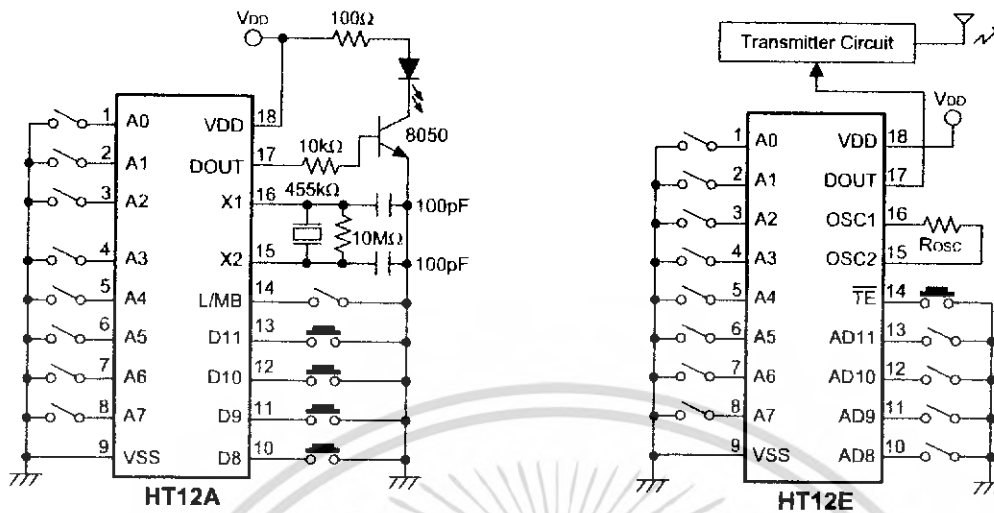 VDD
100Ω
8050
1 A0
2 A1
3 A2
4 A3
5 A4
6 A5
7 A6
8 A7
9 VSS
VDD 18
DOUT 17
10kΩ
X1 16
455kΩ
100pF
10MΩ
X2 15
100pF
L/MB 14
D11 13
D10 12
D9 11
D8 10
HT12A
Transmitter Circuit
VDD
1 A0
2 A1
3 A2
4 A3
5 A4
6 A5
7 A6
8 A7
9 VSS
VDD 18
DOUT 17
OSC1 16
ROSC
OSC2 15
TE 14
AD11 13
AD10 12
AD9 11
AD8 10
HT12E